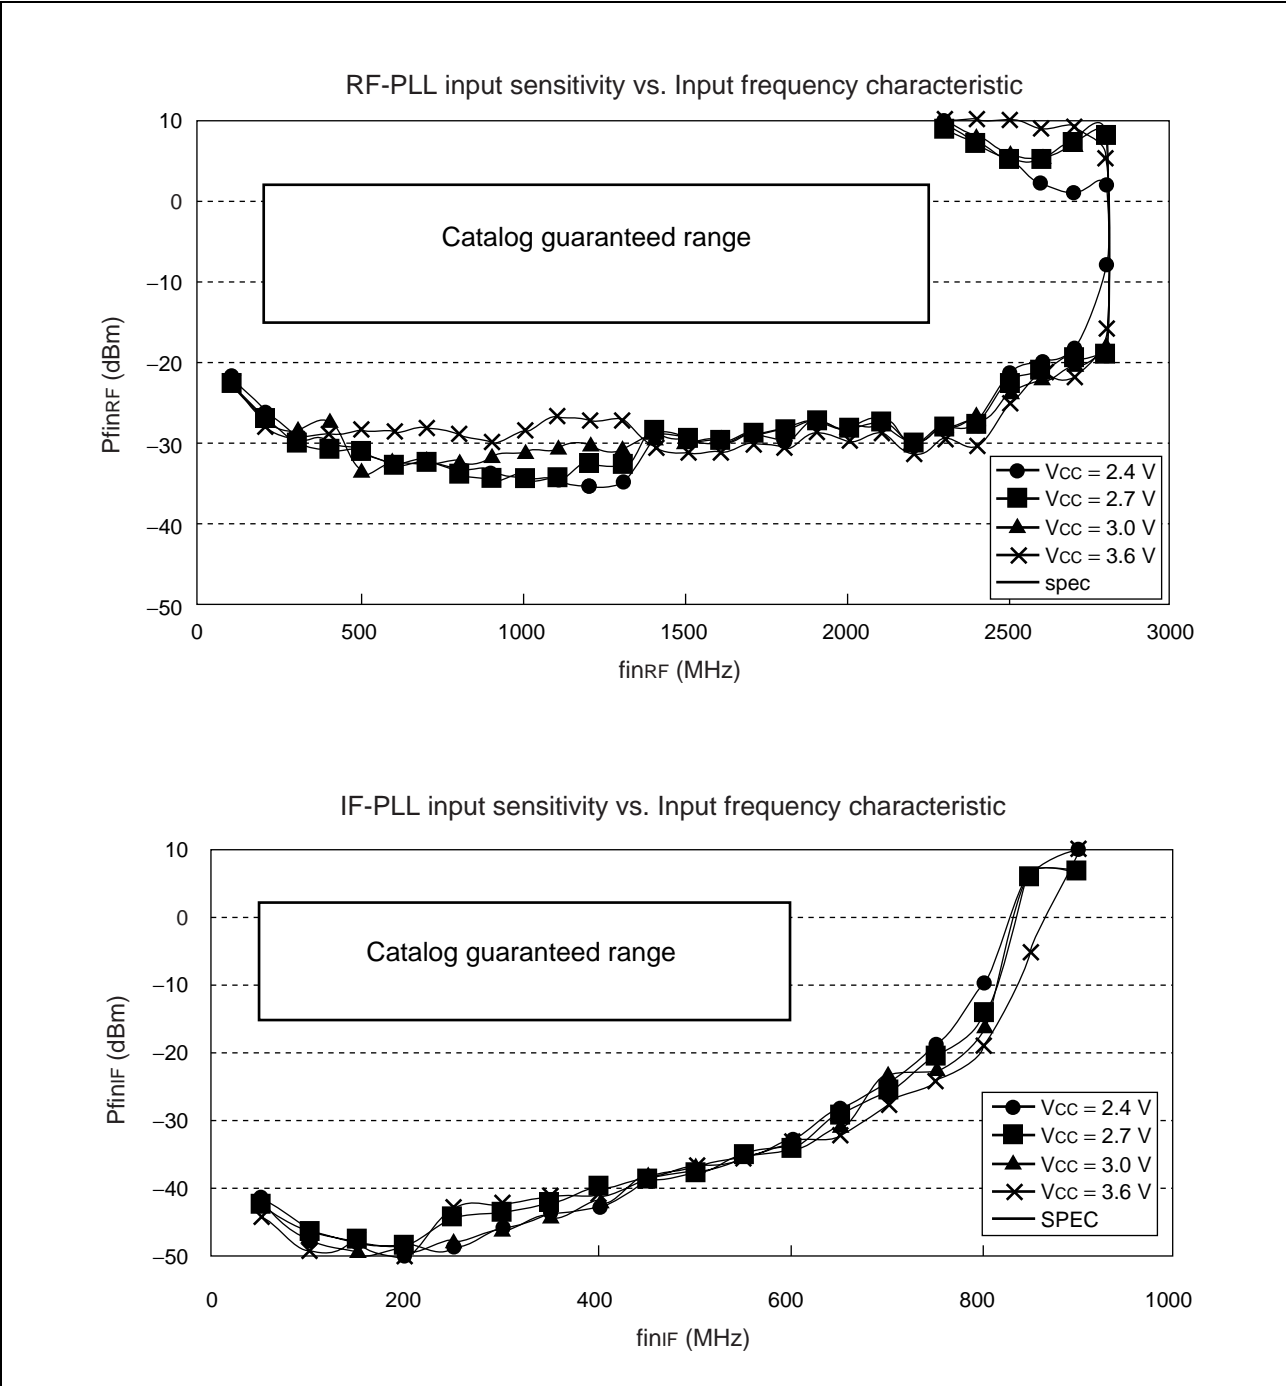 RF-PLL input sensitivity vs. Input frequency characteristic
10
0
−10
−20
−30
−40
−50
PfinRF (dBm)
Catalog guaranteed range
VCC = 2.4 V
VCC = 2.7 V
VCC = 3.0 V
VCC = 3.6 V
spec
0 500 1000 1500 2000 2500 3000
finRF (MHz)
IF-PLL input sensitivity vs. Input frequency characteristic
10
0
−10
−20
−30
−40
−50
PfinIF (dBm)
Catalog guaranteed range
VCC = 2.4 V
VCC = 2.7 V
VCC = 3.0 V
VCC = 3.6 V
SPEC
0 200 400 600 800 1000
finIF (MHz)